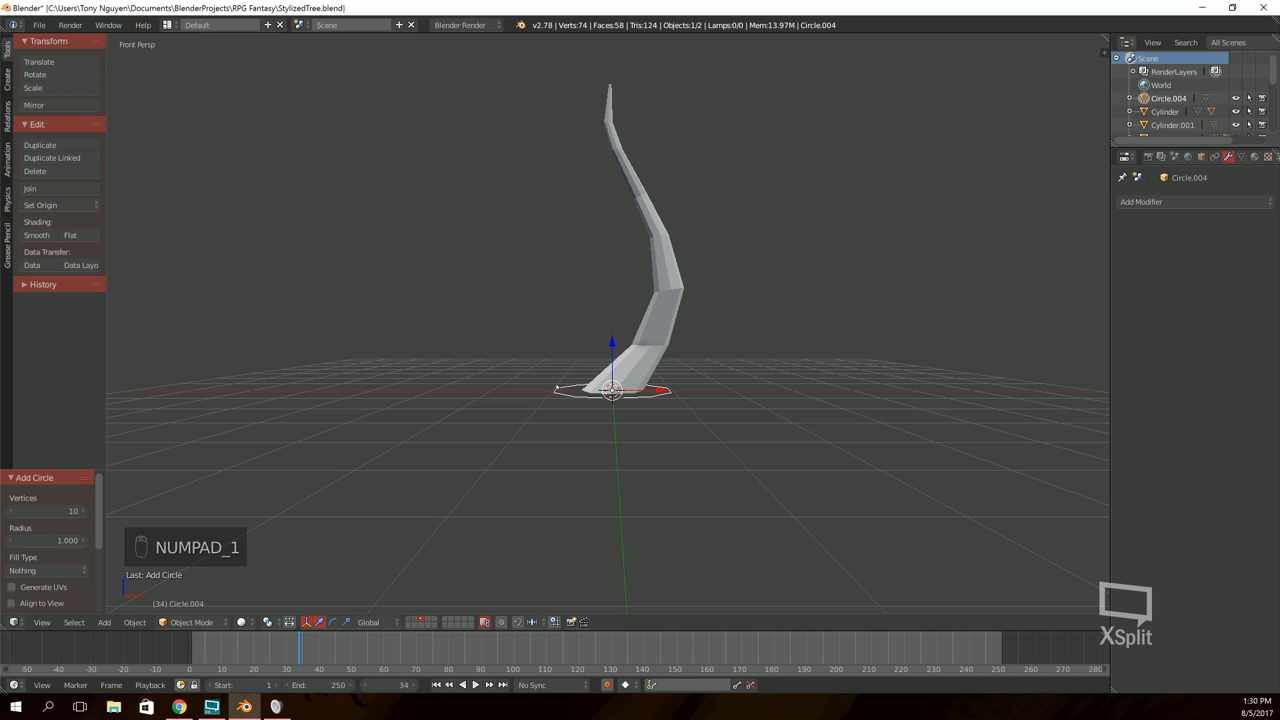 Blender* [C:\Users\Tony Nguyen\Documents\BlenderProjects\RPG Fantasy\StylizedTree.blend]
File Render Window Help Default Scene Blender Render v2.78 | Verts:74 | Faces:58 | Tris:124 | Objects:1/2 | Lamps:0/0 | Mem:13.97M | Circle.004
View Search All Scenes
Tools
Create
Relations
Animation
Physics
Grease Pencil
Transform
Translate
Rotate
Scale
Mirror
Edit
Duplicate
Duplicate Linked
Delete
Join
Set Origin
Shading:
Smooth Flat
Data Transfer:
Data Data Layo
History
Add Circle
Vertices
10
Radius
1.000
Fill Type
Nothing
Generate UVs
Align to View
Front Persp
NUMPAD_1
Last: Add Circle
(34) Circle.004
Scene
RenderLayers
World
Circle.004
Cylinder
Cylinder.001
Circle.004
Add Modifier
XSplit
View Select Add Object Object Mode Global
-50 -40 -30 -20 -10 0 10 20 30 40 50 60 70 80 90 100 110 120 130 140 150 160 170 180 190 200 210 220 230 240 250 260 270 280
View Marker Frame Playback Start: 1 End: 250 34 No Sync
1:30 PM
8/5/2017